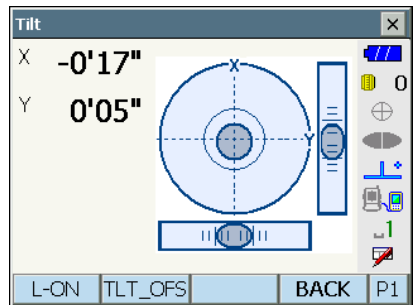 Tilt
X -0'17"
Y 0'05"
X
Y
0
1
L-ON TLT_OFS BACK P1